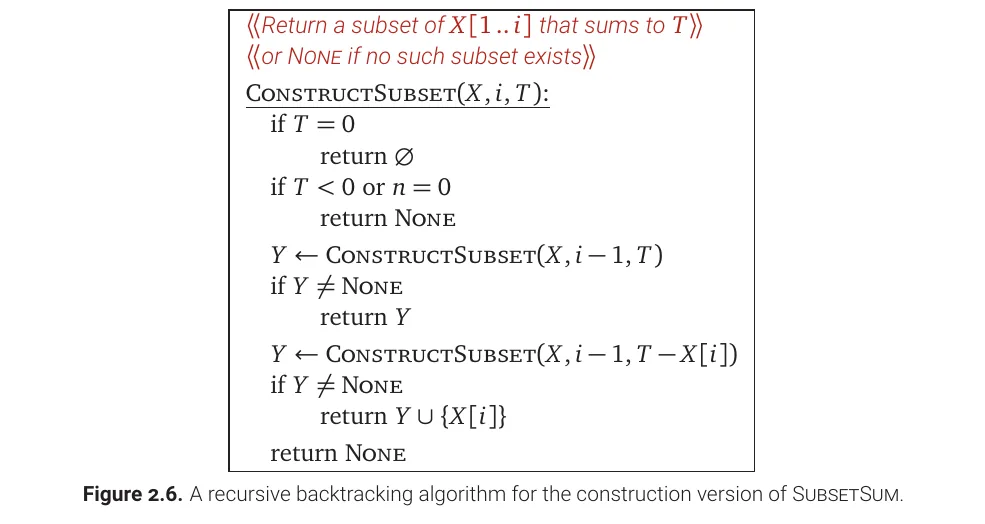 ⟨⟨Return a subset of X[1 .. i] that sums to T⟩⟩
⟨⟨or NONE if no such subset exists⟩⟩
CONSTRUCTSUBSET(X, i, T):
if T = 0
return ∅
if T < 0 or n = 0
return NONE
Y ← CONSTRUCTSUBSET(X, i − 1, T)
if Y ≠ NONE
return Y
Y ← CONSTRUCTSUBSET(X, i − 1, T − X[i])
if Y ≠ NONE
return Y ∪ {X[i]}
return NONE
Figure 2.6. A recursive backtracking algorithm for the construction version of SUBSETSUM.